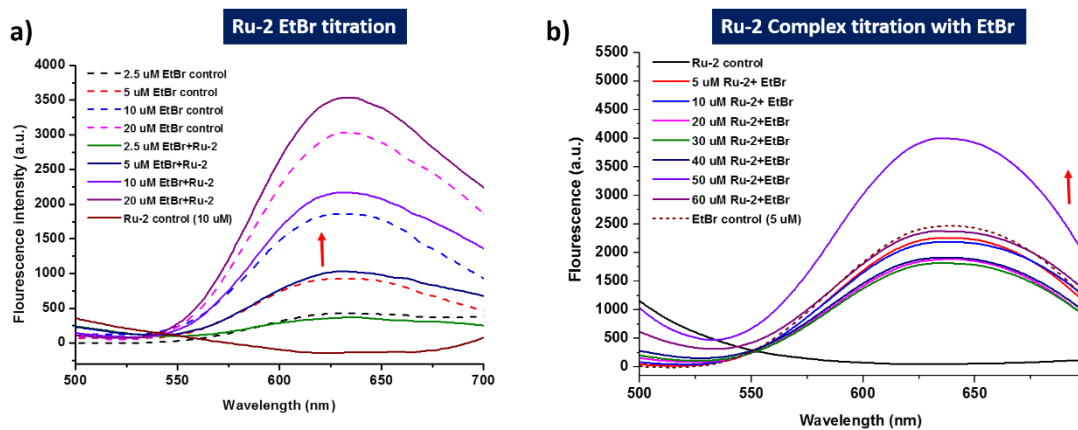 a)
Ru-2 EtBr titration
4000
3500
3000
2500
2000
1500
1000
500
0
Flourescence intensity (a.u.)
2.5 uM EtBr control
5 uM EtBr control
10 uM EtBr control
20 uM EtBr control
2.5 uM EtBr+Ru-2
5 uM EtBr+Ru-2
10 uM EtBr+Ru-2
20 uM EtBr+Ru-2
Ru-2 control (10 uM)
500 550 600 650 700
Wavelength (nm)
b)
Ru-2 Complex titration with EtBr
5500
5000
4500
4000
3500
3000
2500
2000
1500
1000
500
0
Flourescence (a.u.)
Ru-2 control
5 uM Ru-2+ EtBr
10 uM Ru-2+ EtBr
20 uM Ru-2+EtBr
30 uM Ru-2+EtBr
40 uM Ru-2+EtBr
50 uM Ru-2+EtBr
60 uM Ru-2+EtBr
EtBr control (5 uM)
500 550 600 650
Wavelength (nm)